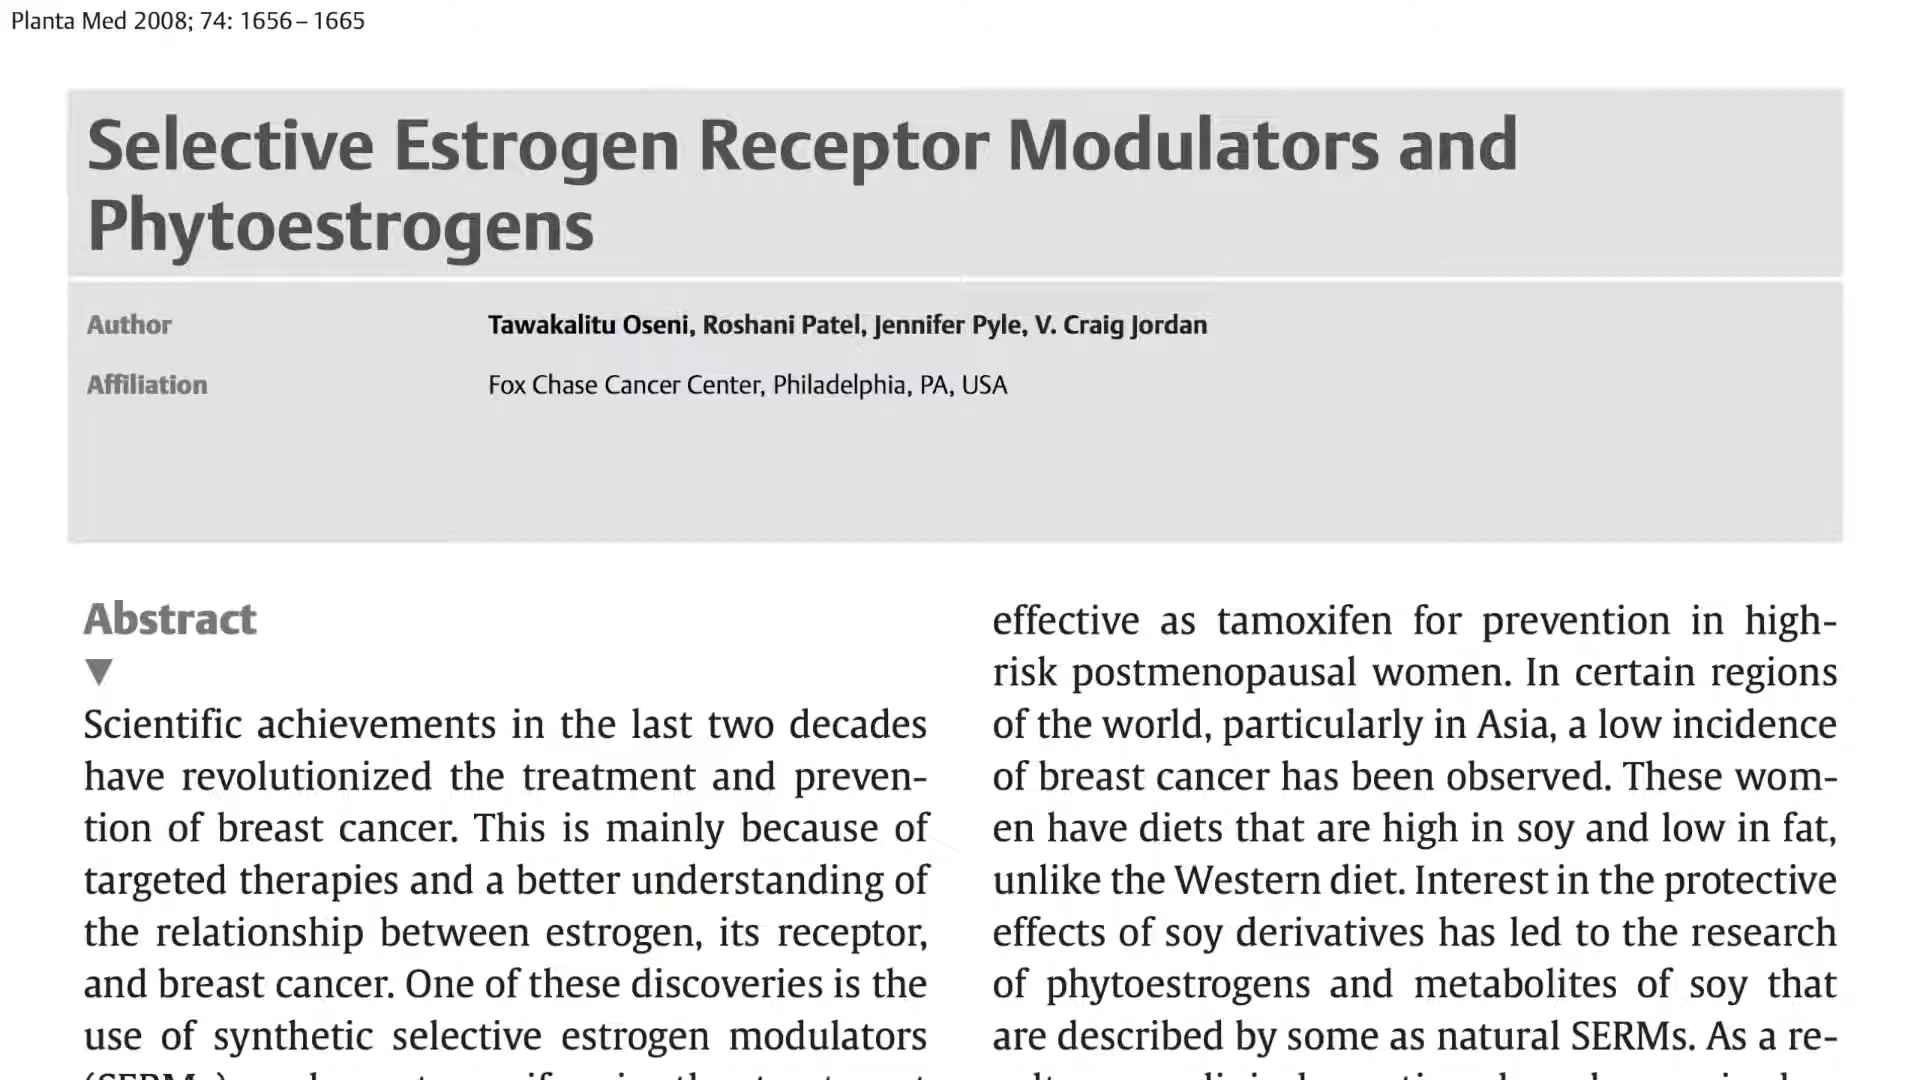 Planta Med 2008; 74: 1656 – 1665
Selective Estrogen Receptor Modulators and
Phytoestrogens
Author Tawakalitu Oseni, Roshani Patel, Jennifer Pyle, V. Craig Jordan
Affiliation Fox Chase Cancer Center, Philadelphia, PA, USA
Abstract
Scientific achievements in the last two decades
have revolutionized the treatment and preven-
tion of breast cancer. This is mainly because of
targeted therapies and a better understanding of
the relationship between estrogen, its receptor,
and breast cancer. One of these discoveries is the
use of synthetic selective estrogen modulators
effective as tamoxifen for prevention in high-
risk postmenopausal women. In certain regions
of the world, particularly in Asia, a low incidence
of breast cancer has been observed. These wom-
en have diets that are high in soy and low in fat,
unlike the Western diet. Interest in the protective
effects of soy derivatives has led to the research
of phytoestrogens and metabolites of soy that
are described by some as natural SERMs. As a re-